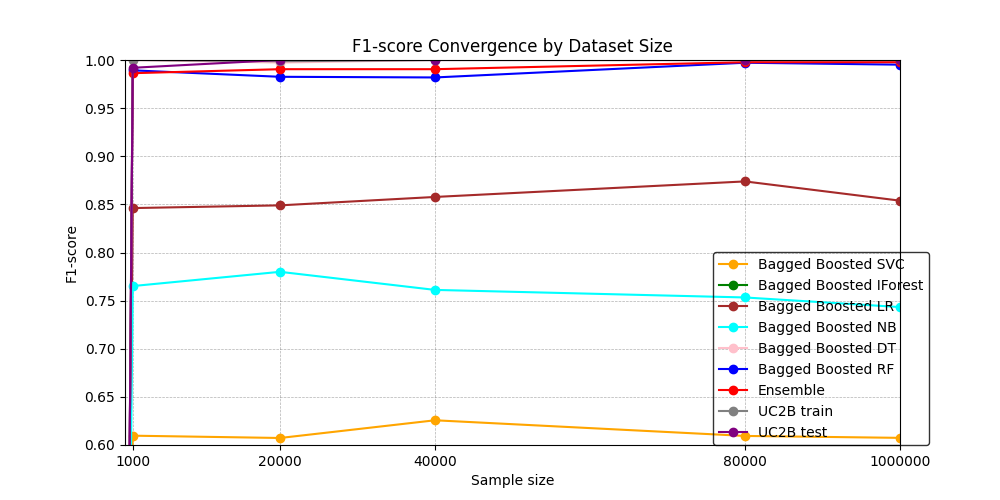 F1-score Convergence by Dataset Size
1.00
0.95
0.90
0.85
0.80
0.75
0.70
0.65
0.60
F1-score
Bagged Boosted SVC
Bagged Boosted IForest
Bagged Boosted LR
Bagged Boosted NB
Bagged Boosted DT
Bagged Boosted RF
Ensemble
UC2B train
UC2B test
1000 20000 40000 80000 1000000
Sample size